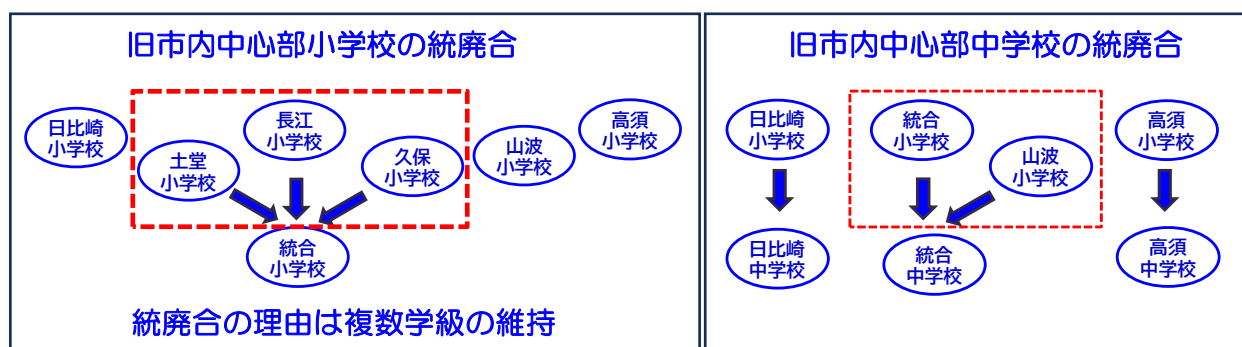 旧市内中心部小学校の統廃合
日比崎
小学校
土堂
小学校
長江
小学校
久保
小学校
山波
小学校
高須
小学校
統合
小学校
統廃合の理由は複数学級の維持
旧市内中心部中学校の統廃合
日比崎
小学校
統合
小学校
山波
小学校
高須
小学校
日比崎
中学校
統合
中学校
高須
中学校